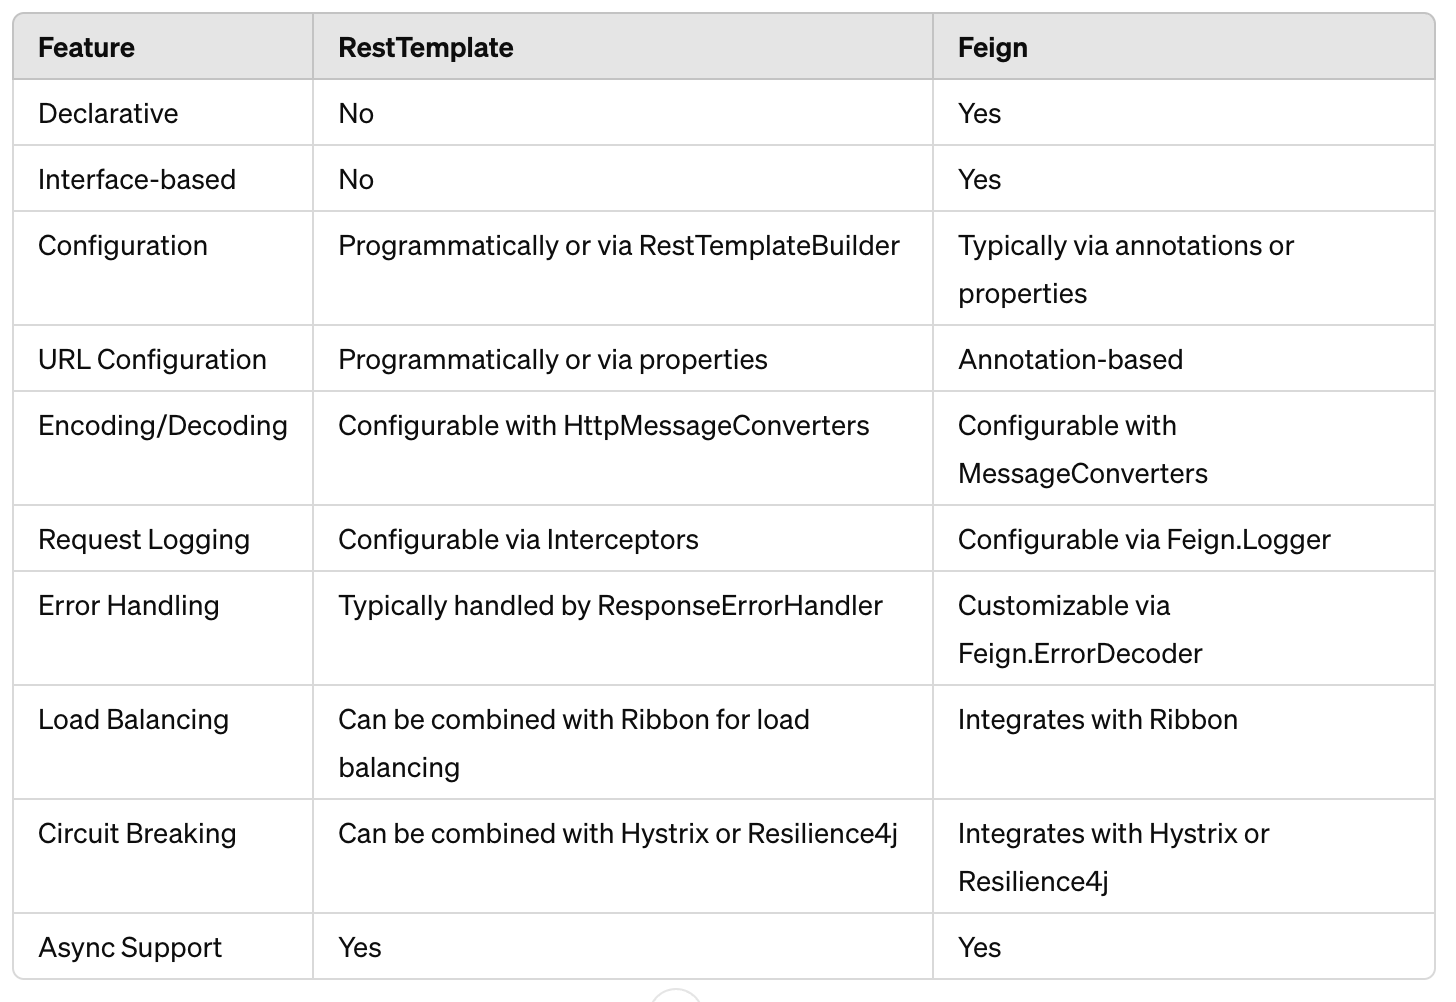 Feature RestTemplate Feign
Declarative No Yes
Interface-based No Yes
Configuration Programmatically or via RestTemplateBuilder Typically via annotations or
properties
URL Configuration Programmatically or via properties Annotation-based
Encoding/Decoding Configurable with HttpMessageConverters Configurable with
MessageConverters
Request Logging Configurable via Interceptors Configurable via Feign.Logger
Error Handling Typically handled by ResponseErrorHandler Customizable via
Feign.ErrorDecoder
Load Balancing Can be combined with Ribbon for load Integrates with Ribbon
balancing
Circuit Breaking Can be combined with Hystrix or Resilience4j Integrates with Hystrix or
Resilience4j
Async Support Yes Yes